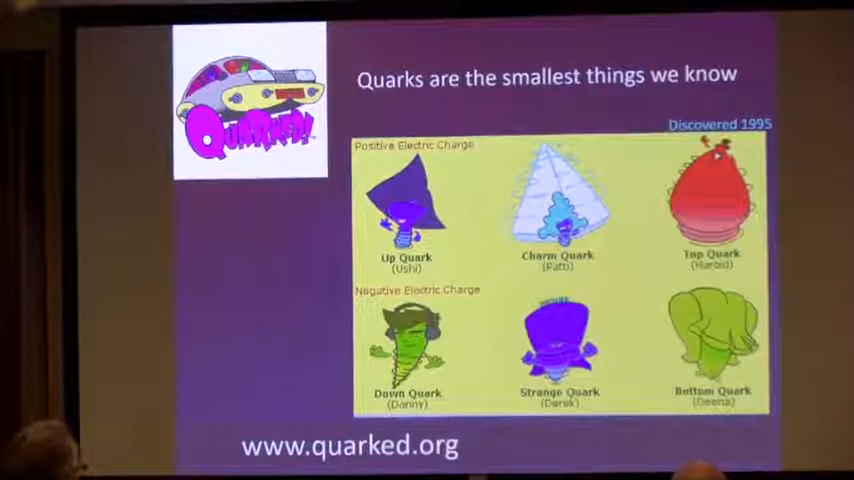 QUARKED!
Quarks are the smallest things we know
Discovered 1995
Positive Electric Charge
Up Quark
(Ushi)
Charm Quark
(Patti)
Top Quark
(Harold)
Negative Electric Charge
Down Quark
(Danny)
Strange Quark
(Derek)
Bottom Quark
(Beena)
www.quarked.org